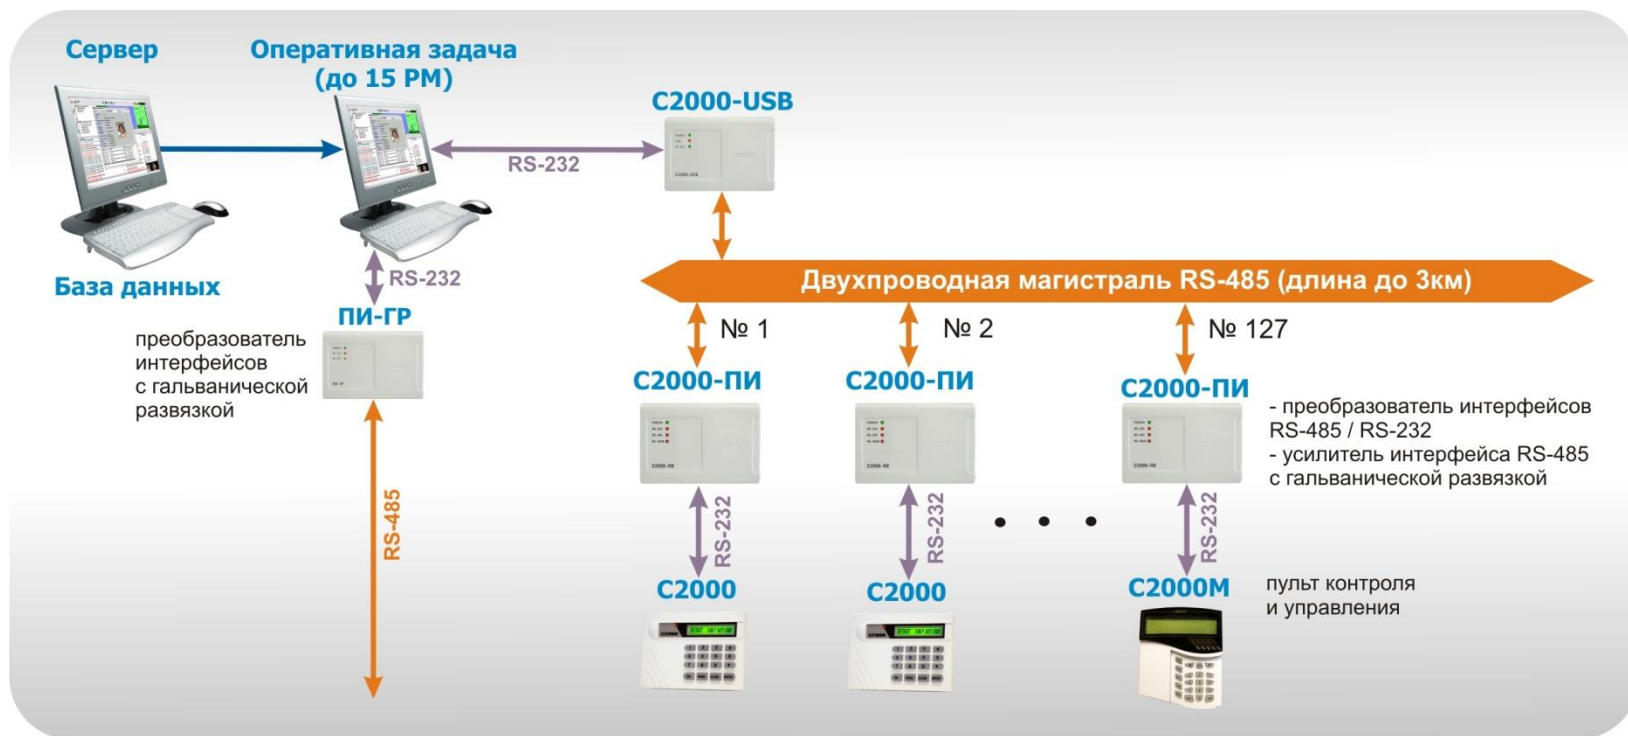 Сервер
Оперативная задача
(до 15 РМ)
С2000-USB
RS-232
База данных
RS-232
ПИ-ГР
преобразователь
интерфейсов
с гальванической
развязкой
RS-485
Двухпроводная магистраль RS-485 (длина до 3км)
№ 1
№ 2
№ 127
С2000-ПИ
С2000-ПИ
С2000-ПИ
- преобразователь интерфейсов
RS-485 / RS-232
- усилитель интерфейса RS-485
с гальванической развязкой
RS-232
RS-232
RS-232
С2000
С2000
С2000М
пульт контроля
и управления